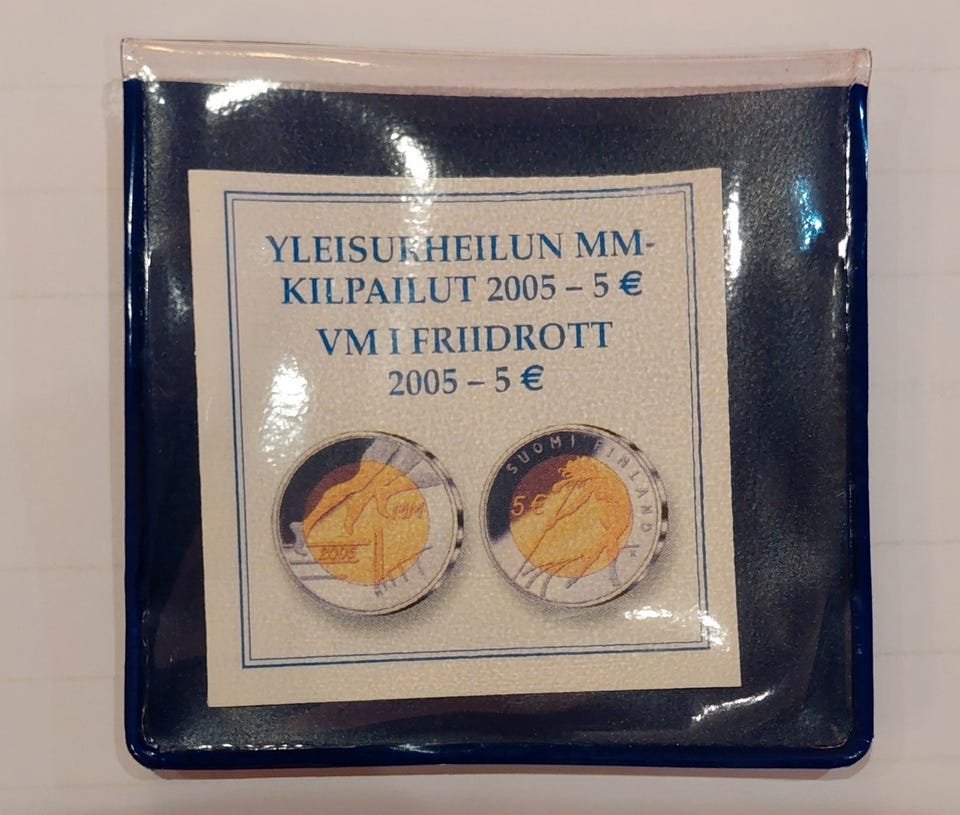 YLEISURHEILUN MM-
KILPAILUT 2005 – 5 €
VM I FRIIDROTT
2005 – 5 €
MM
2005
SUOMI FINLAND
5 €